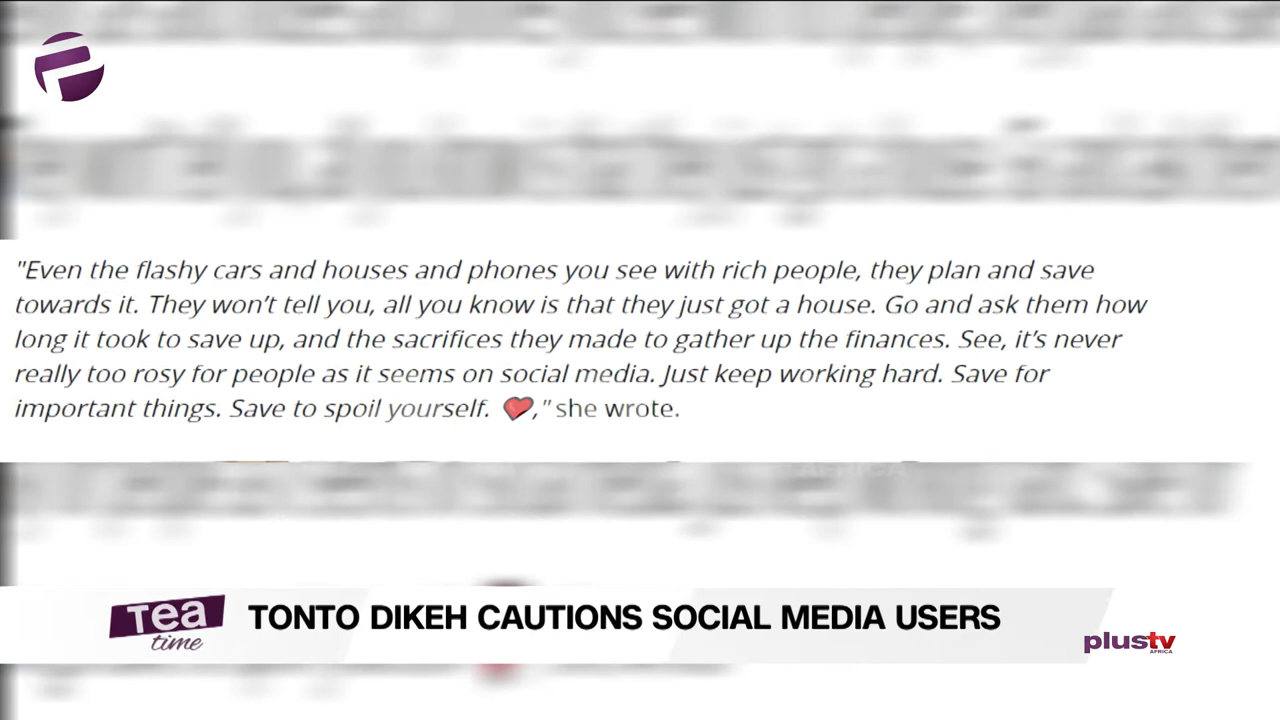 "Even the flashy cars and houses and phones you see with rich people, they plan and save
towards it. They won't tell you, all you know is that they just got a house. Go and ask them how
long it took to save up, and the sacrifices they made to gather up the finances. See, it's never
really too rosy for people as it seems on social media. Just keep working hard. Save for
important things. Save to spoil yourself. ❤️," she wrote.
Tea
time
TONTO DIKEH CAUTIONS SOCIAL MEDIA USERS
plustv
AFRICA